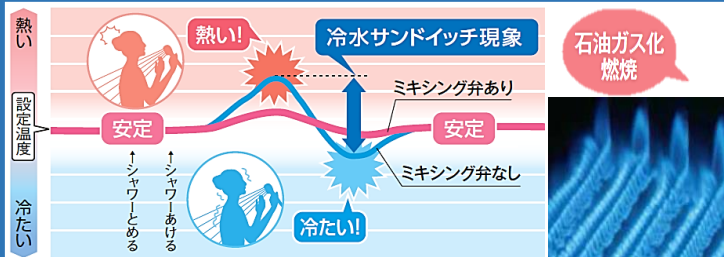 熱い
設定温度
冷たい
熱い!
冷水サンドイッチ現象
ミキシング弁あり
安定
安定
ミキシング弁なし
←シャワーとめる
←シャワーあける
冷たい!
石油ガス化
燃焼